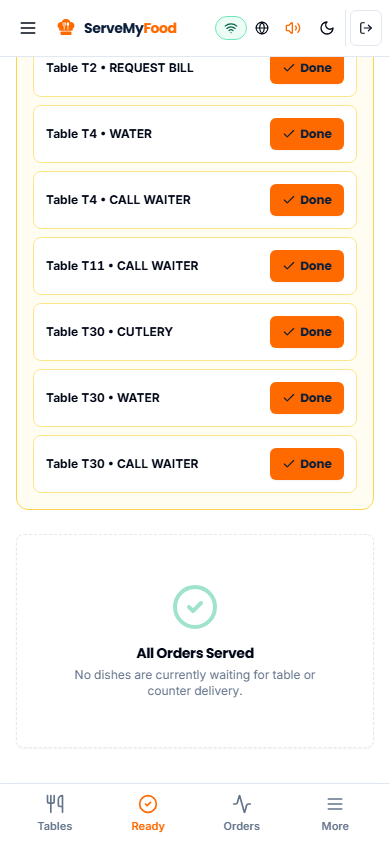 ServeMyFood
Table T2 • REQUEST BILL
Done
Table T4 • WATER
Done
Table T4 • CALL WAITER
Done
Table T11 • CALL WAITER
Done
Table T30 • CUTLERY
Done
Table T30 • WATER
Done
Table T30 • CALL WAITER
Done
All Orders Served
No dishes are currently waiting for table or
counter delivery.
Tables
Ready
Orders
More